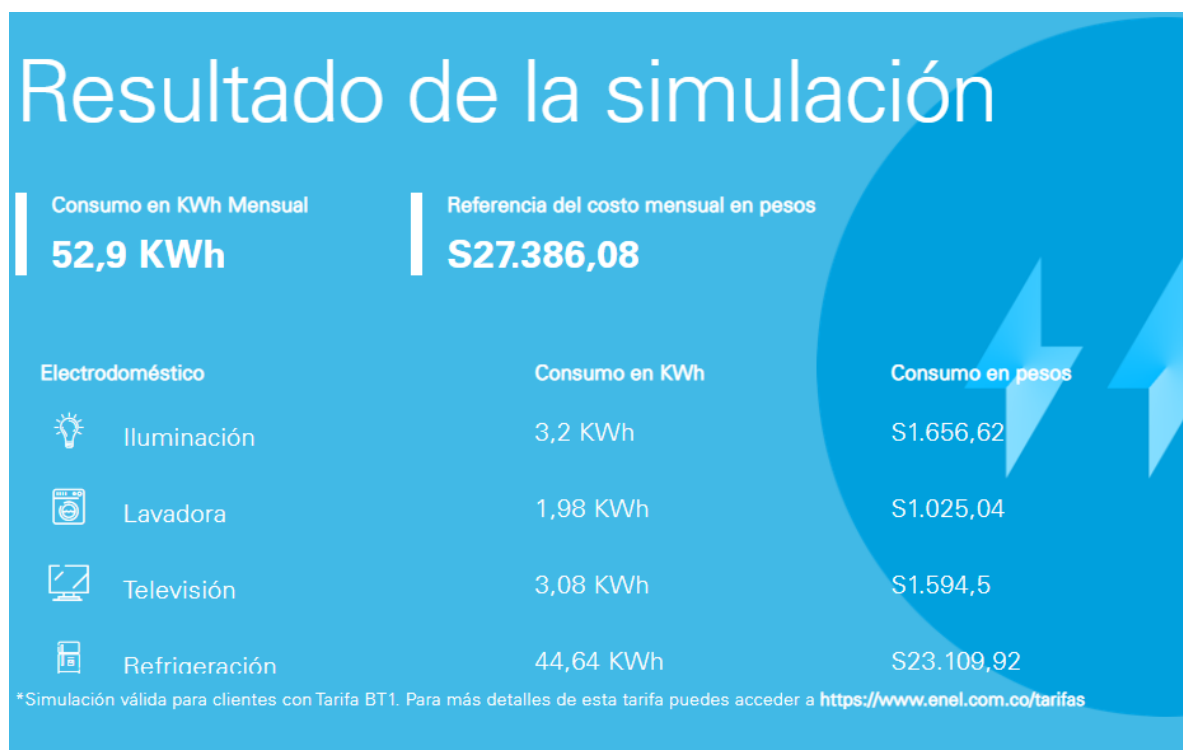 Resultado de la simulación
Consumo en KWh Mensual
52,9 KWh
Referencia del costo mensual en pesos
S27.386,08
Electrodoméstico Consumo en KWh Consumo en pesos
Iluminación 3,2 KWh S1.656,62
Lavadora 1,98 KWh S1.025,04
Televisión 3,08 KWh S1.594,5
Refrigeración 44,64 KWh S23.109,92
*Simulación válida para clientes con Tarifa BT1. Para más detalles de esta tarifa puedes acceder a https://www.enel.com.co/tarifas